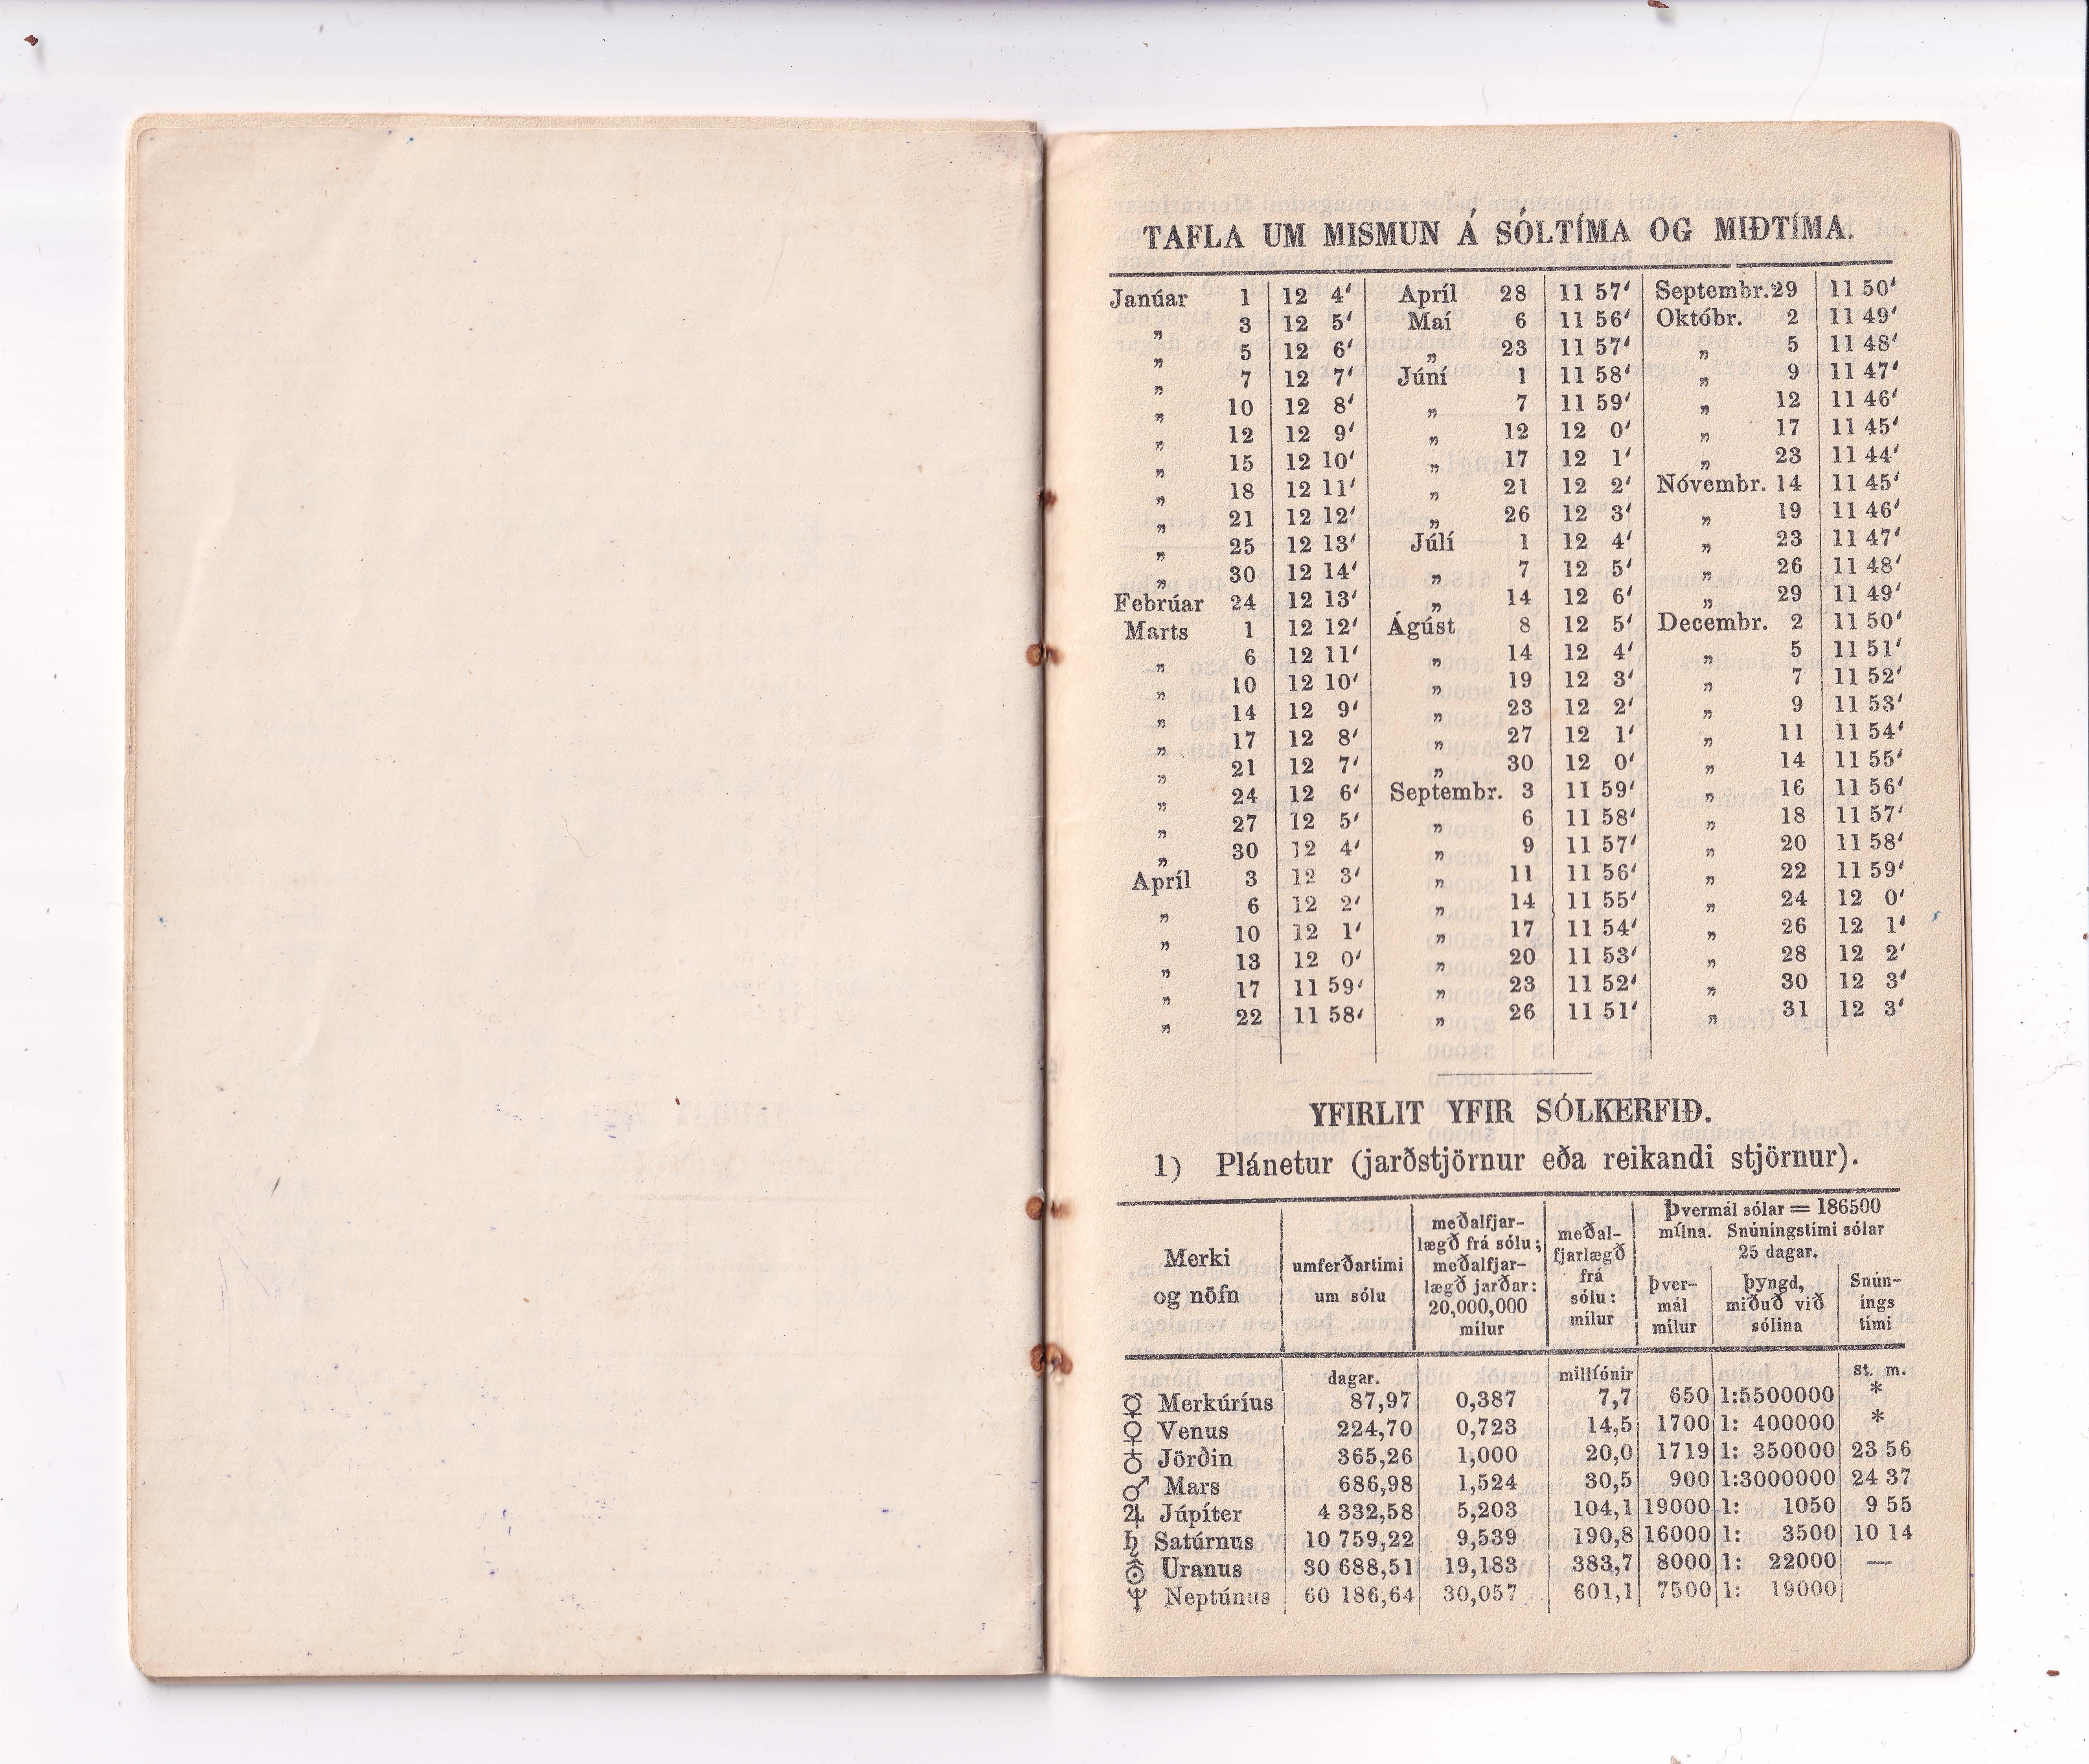 TAFLA UM MISMUN Á SÓLTÍMA OG MIÐTÍMA.
Janúar 1 12 4′ Apríl 28 11 57′ Septembr. 29 11 50′
„ 3 12 5′ Maí 6 11 56′ Októbr. 2 11 49′
„ 5 12 6′ „ 23 11 57′ „ 5 11 48′
„ 7 12 7′ Júní 1 11 58′ „ 9 11 47′
„ 10 12 8′ „ 7 11 59′ „ 12 11 46′
„ 12 12 9′ „ 12 12 0′ „ 17 11 45′
„ 15 12 10′ „ 17 12 1′ „ 23 11 44′
„ 18 12 11′ „ 21 12 2′ Nóvembr. 14 11 45′
„ 21 12 12′ „ 26 12 3′ „ 19 11 46′
„ 25 12 13′ Júlí 1 12 4′ „ 23 11 47′
„ 30 12 14′ „ 7 12 5′ „ 26 11 48′
Febrúar 24 12 13′ „ 14 12 6′ „ 29 11 49′
Marts 1 12 12′ Ágúst 8 12 5′ Decembr. 2 11 50′
„ 6 12 11′ „ 14 12 4′ „ 5 11 51′
„ 10 12 10′ „ 19 12 3′ „ 7 11 52′
„ 14 12 9′ „ 23 12 2′ „ 9 11 53′
„ 17 12 8′ „ 27 12 1′ „ 11 11 54′
„ 21 12 7′ „ 30 12 0′ „ 14 11 55′
„ 24 12 6′ Septembr. 3 11 59′ „ 16 11 56′
„ 27 12 5′ „ 6 11 58′ „ 18 11 57′
„ 30 12 4′ „ 9 11 57′ „ 20 11 58′
Apríl 3 12 3′ „ 11 11 56′ „ 22 11 59′
„ 6 12 2′ „ 14 11 55′ „ 24 12 0′
„ 10 12 1′ „ 17 11 54′ „ 26 12 1′
„ 13 12 0′ „ 20 11 53′ „ 28 12 2′
„ 17 11 59′ „ 23 11 52′ „ 30 12 3′
„ 22 11 58′ „ 26 11 51′ „ 31 12 3′
YFIRLIT YFIR SÓLKERFIÐ.
1) Plánetur (jarðstjörnur eða reikandi stjörnur).
Merki
og nöfn
umferðartími
um sólu
meðalfjar-
lægð frá sólu;
meðalfjar-
lægð jarðar:
20,000,000
mílur
meðal-
fjarlægð
frá
sólu:
mílur
Þvermál sólar = 186500
mílna. Snúningstími sólar
25 dagar.
þver-
mál
mílur
þyngd,
miðuð við
sólina
Snún-
íngs
tími
dagar. millíónir st. m.
☿ Merkúríus 87,97 0,387 7,7 650 1:5500000 *
♀ Venus 224,70 0,723 14,5 1700 1: 400000 *
♁ Jörðin 365,26 1,000 20,0 1719 1: 350000 23 56
♂ Mars 686,98 1,524 30,5 900 1:3000000 24 37
♃ Júpíter 4 332,58 5,203 104,1 19000 1: 1050 9 55
♄ Satúrnus 10 759,22 9,539 190,8 16000 1: 3500 10 14
⛢ Uranus 30 688,51 19,183 383,7 8000 1: 22000 —
♆ Neptúnus 60 186,64 30,057 601,1 7500 1: 19000